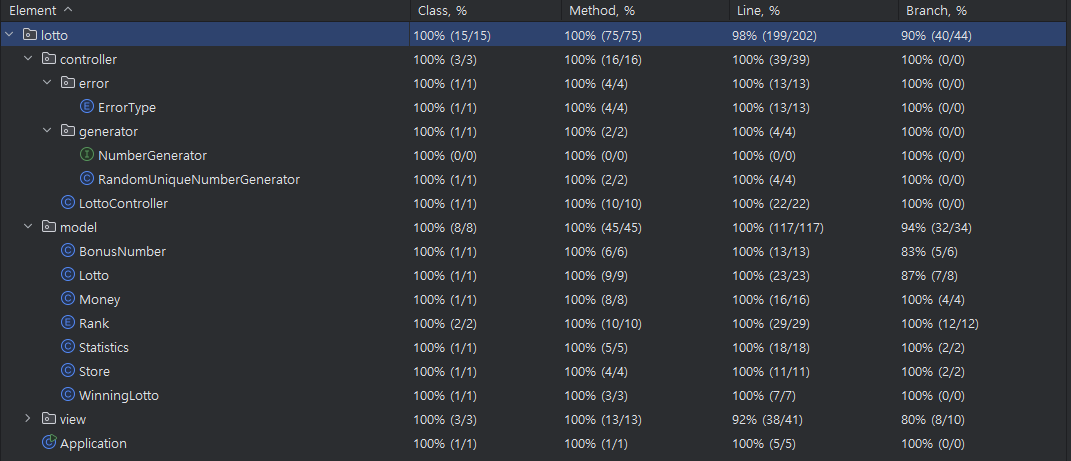 Element Class, % Method, % Line, % Branch, %
lotto 100% (15/15) 100% (75/75) 98% (199/202) 90% (40/44)
controller 100% (3/3) 100% (16/16) 100% (39/39) 100% (0/0)
error 100% (1/1) 100% (4/4) 100% (13/13) 100% (0/0)
ErrorType 100% (1/1) 100% (4/4) 100% (13/13) 100% (0/0)
generator 100% (1/1) 100% (2/2) 100% (4/4) 100% (0/0)
NumberGenerator 100% (0/0) 100% (0/0) 100% (0/0) 100% (0/0)
RandomUniqueNumberGenerator 100% (1/1) 100% (2/2) 100% (4/4) 100% (0/0)
LottoController 100% (1/1) 100% (10/10) 100% (22/22) 100% (0/0)
model 100% (8/8) 100% (45/45) 100% (117/117) 94% (32/34)
BonusNumber 100% (1/1) 100% (6/6) 100% (13/13) 83% (5/6)
Lotto 100% (1/1) 100% (9/9) 100% (23/23) 87% (7/8)
Money 100% (1/1) 100% (8/8) 100% (16/16) 100% (4/4)
Rank 100% (2/2) 100% (10/10) 100% (29/29) 100% (12/12)
Statistics 100% (1/1) 100% (5/5) 100% (18/18) 100% (2/2)
Store 100% (1/1) 100% (4/4) 100% (11/11) 100% (2/2)
WinningLotto 100% (1/1) 100% (3/3) 100% (7/7) 100% (0/0)
view 100% (3/3) 100% (13/13) 92% (38/41) 80% (8/10)
Application 100% (1/1) 100% (1/1) 100% (5/5) 100% (0/0)